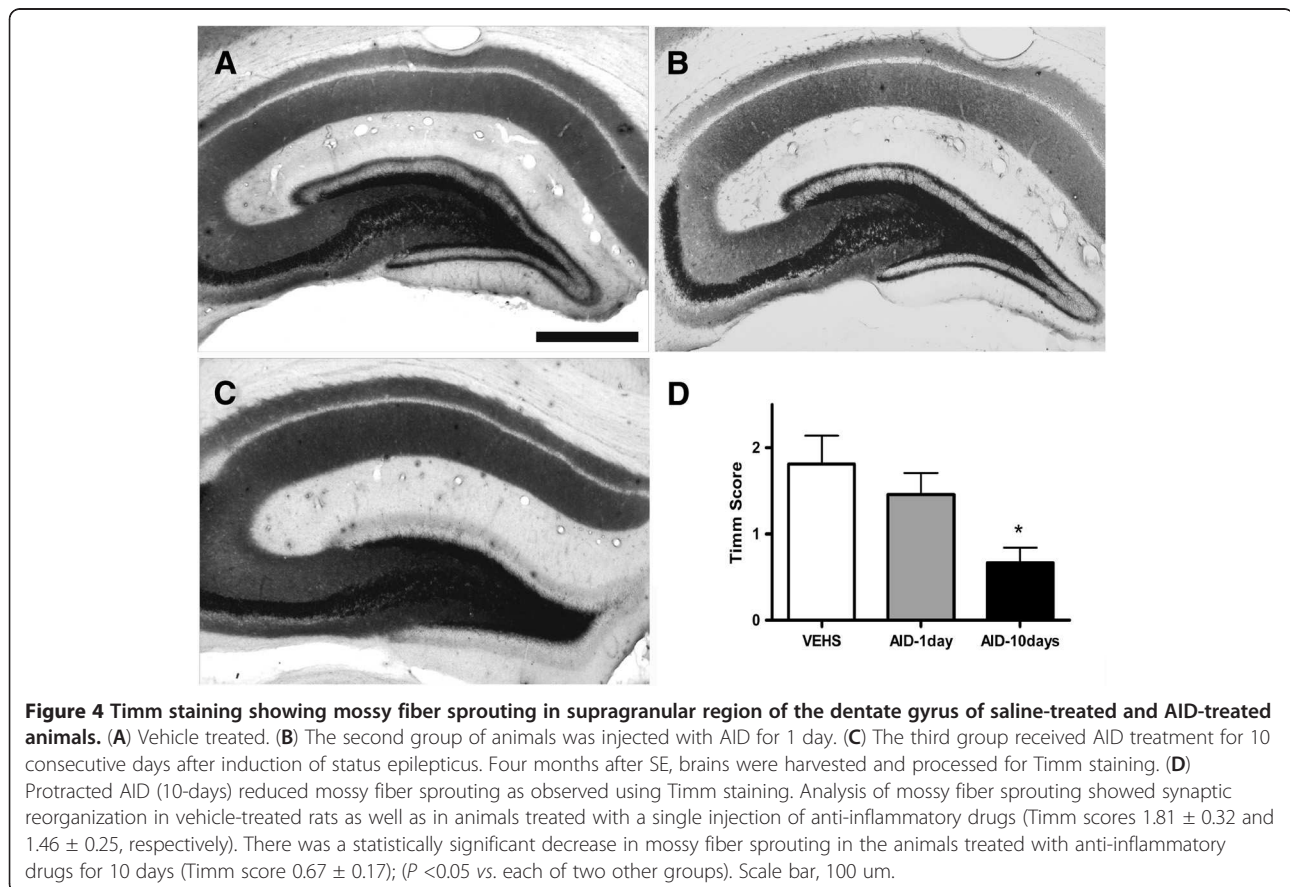 A
B
C
D
2
1
0
Timm Score
*
VEHS
AID-1day
AID-10days
Figure 4 Timm staining showing mossy fiber sprouting in supragranular region of the dentate gyrus of saline-treated and AID-treated
animals. (A) Vehicle treated. (B) The second group of animals was injected with AID for 1 day. (C) The third group received AID treatment for 10
consecutive days after induction of status epilepticus. Four months after SE, brains were harvested and processed for Timm staining. (D)
Protracted AID (10-days) reduced mossy fiber sprouting as observed using Timm staining. Analysis of mossy fiber sprouting showed synaptic
reorganization in vehicle-treated rats as well as in animals treated with a single injection of anti-inflammatory drugs (Timm scores 1.81 ± 0.32 and
1.46 ± 0.25, respectively). There was a statistically significant decrease in mossy fiber sprouting in the animals treated with anti-inflammatory
drugs for 10 days (Timm score 0.67 ± 0.17); (P <0.05 vs. each of two other groups). Scale bar, 100 um.